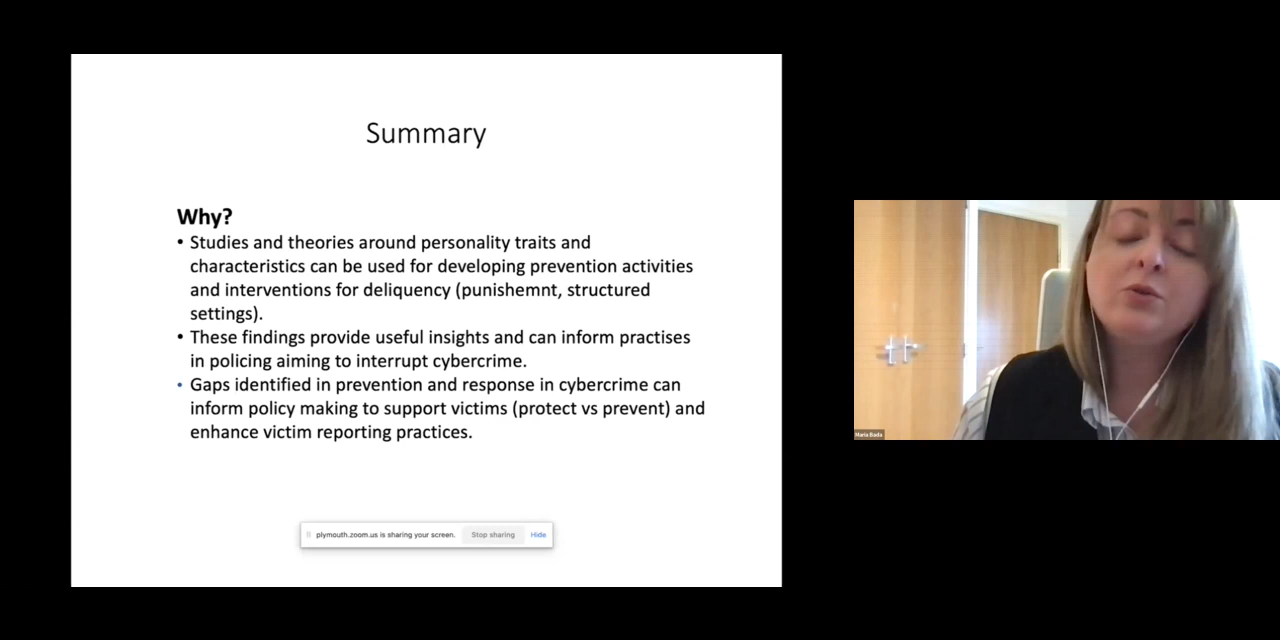 Summary
Why?
• Studies and theories around personality traits and
characteristics can be used for developing prevention activities
and interventions for deliquency (punishemnt, structured
settings).
• These findings provide useful insights and can inform practises
in policing aiming to interrupt cybercrime.
• Gaps identified in prevention and response in cybercrime can
inform policy making to support victims (protect vs prevent) and
enhance victim reporting practices.
plymouth.zoom.us is sharing your screen. Stop sharing Hide
Maria Bada